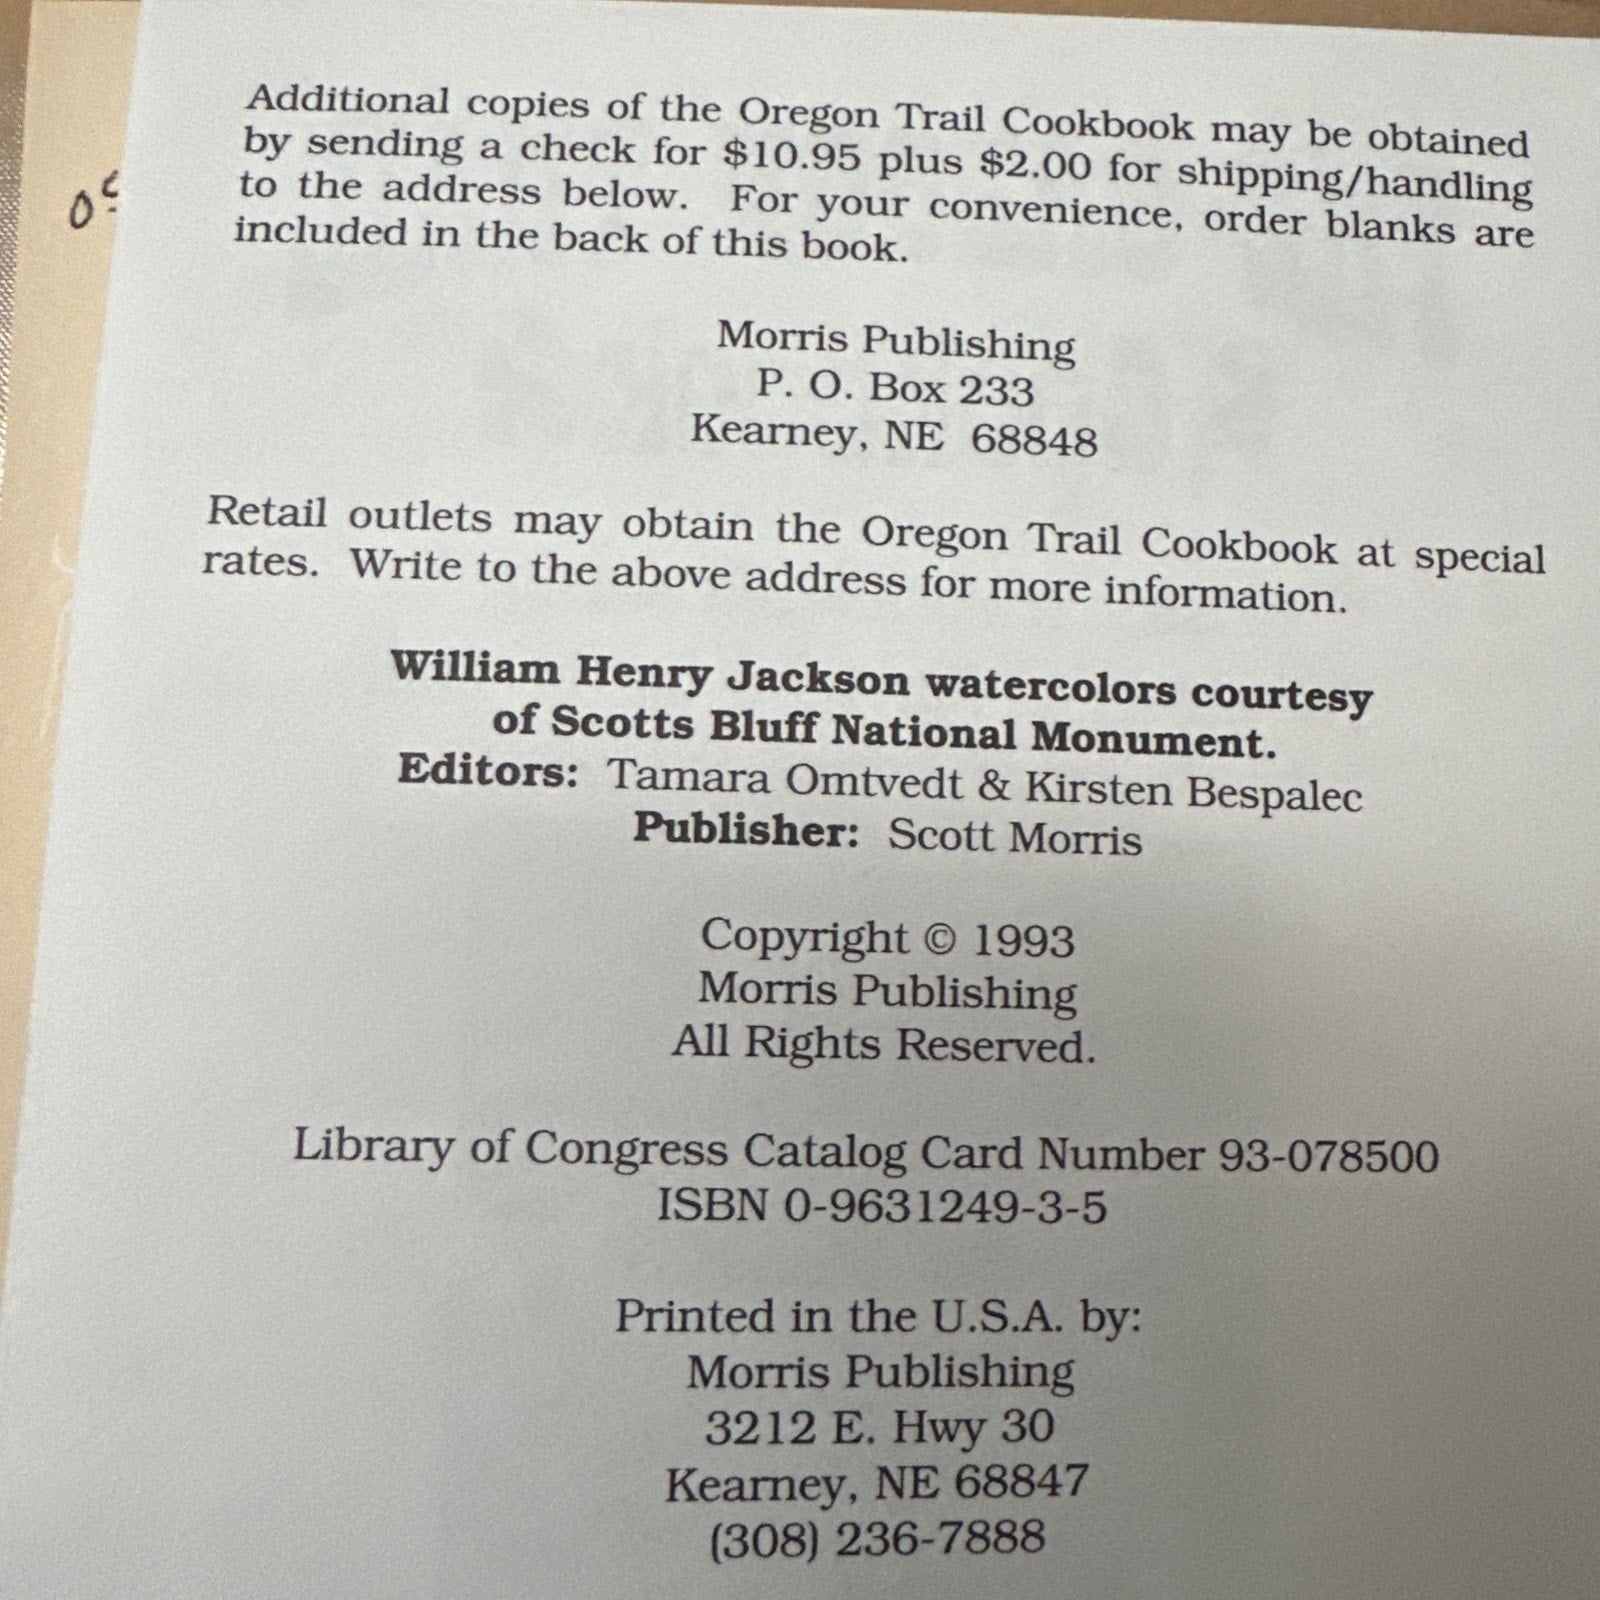 Additional copies of the Oregon Trail Cookbook may be obtained
by sending a check for $10.95 plus $2.00 for shipping/handling
to the address below. For your convenience, order blanks are
included in the back of this book.
Morris Publishing
P. O. Box 233
Kearney, NE 68848
Retail outlets may obtain the Oregon Trail Cookbook at special
rates. Write to the above address for more information.
William Henry Jackson watercolors courtesy
of Scotts Bluff National Monument.
Editors: Tamara Omtvedt & Kirsten Bespalec
Publisher: Scott Morris
Copyright © 1993
Morris Publishing
All Rights Reserved.
Library of Congress Catalog Card Number 93-078500
ISBN 0-9631249-3-5
Printed in the U.S.A. by:
Morris Publishing
3212 E. Hwy 30
Kearney, NE 68847
(308) 236-7888